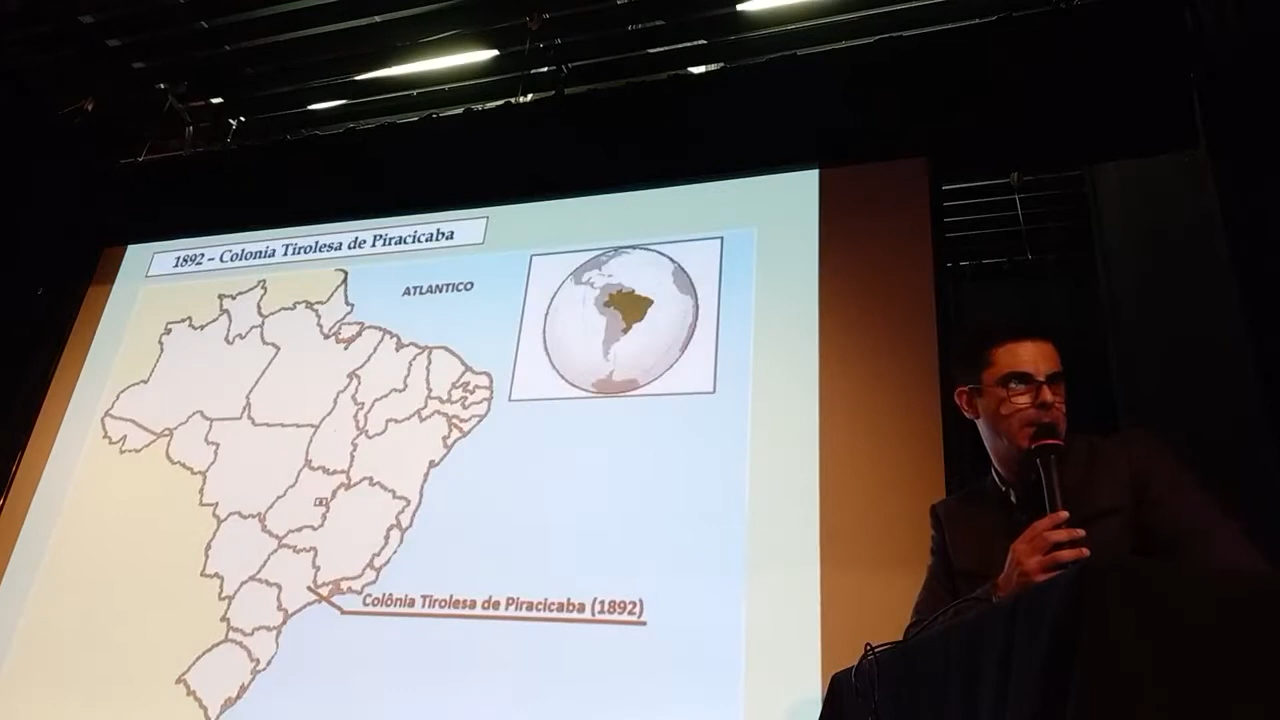 1892 – Colonia Tirolesa de Piracicaba
ATLANTICO
Colônia Tirolesa de Piracicaba (1892)